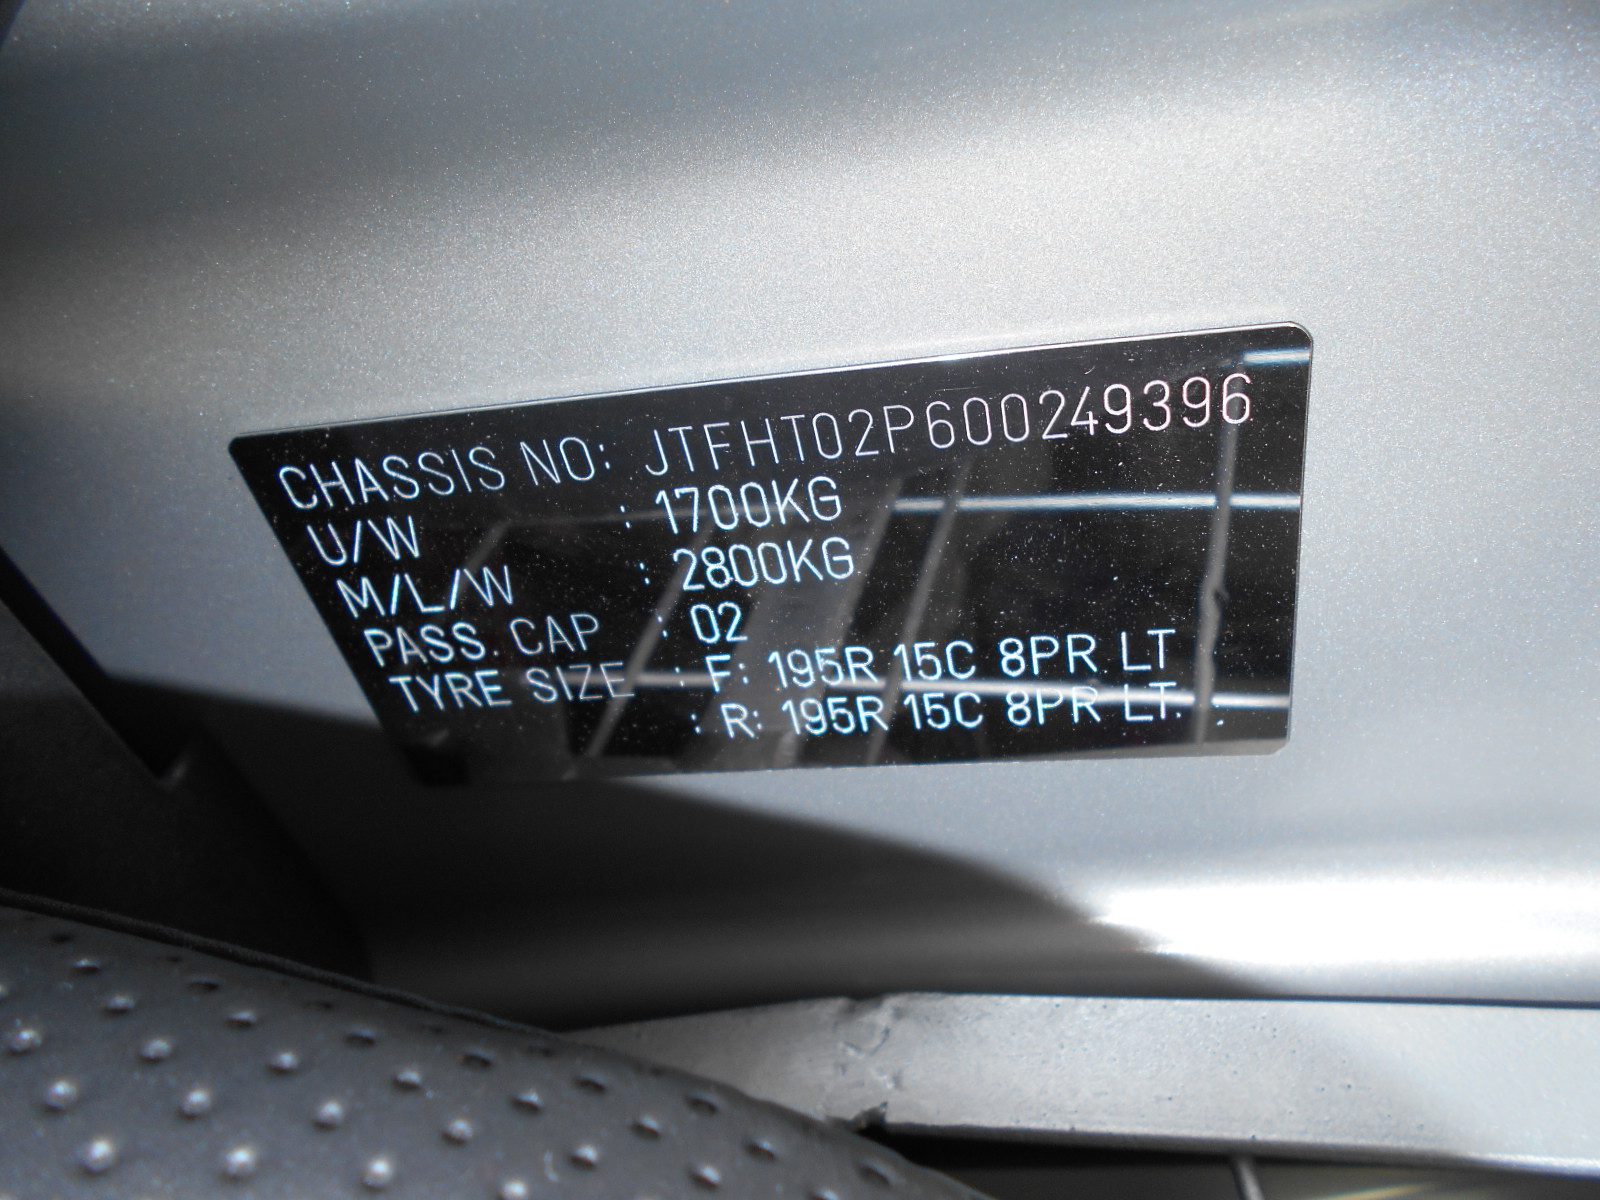 CHASSIS NO: JTFHT02P600249396
U/W : 1700KG
M/L/W : 2800KG
PASS. CAP : 02
TYRE SIZE : F: 195R 15C 8PR LT
: R: 195R 15C 8PR LT.